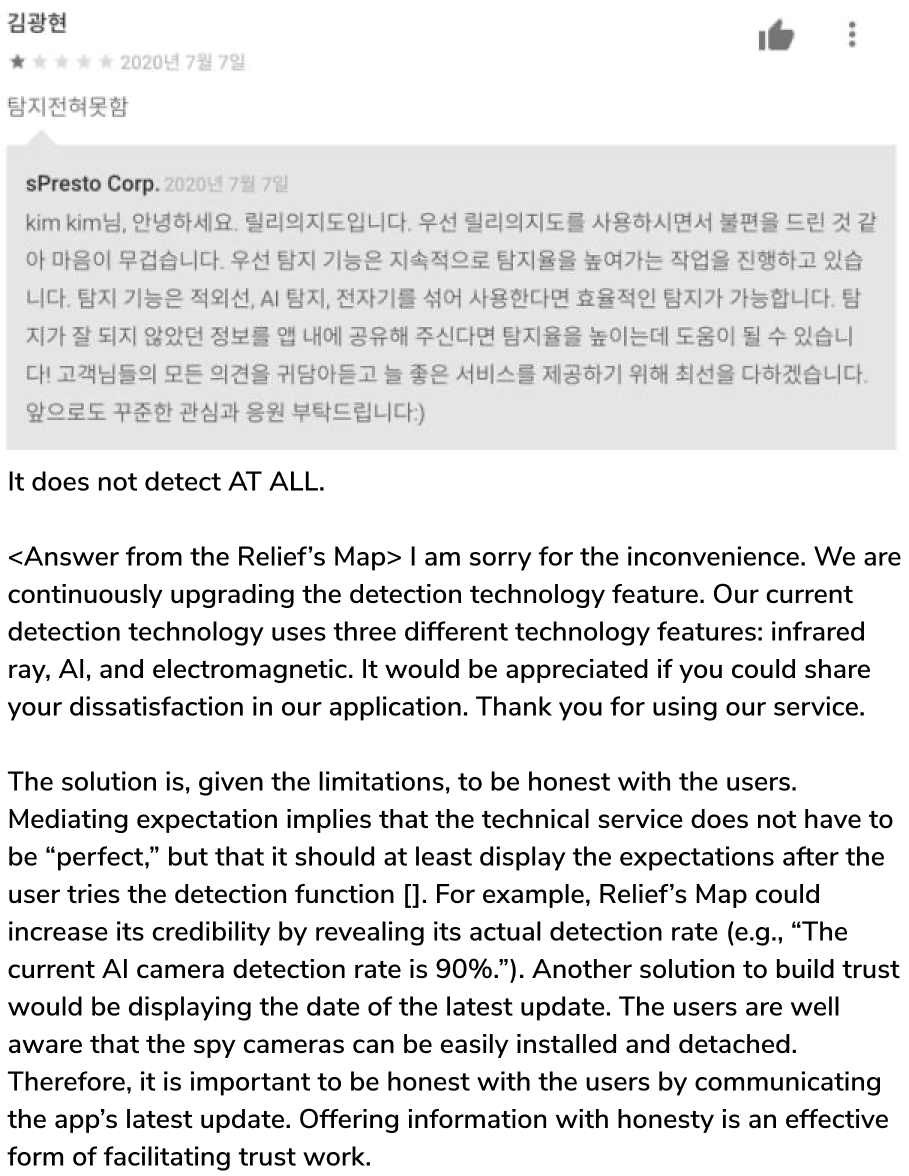 김광현
2020년 7월 7일
탐지전혀못함
sPresto Corp. 2020년 7월 7일
kim kim님, 안녕하세요. 릴리의지도입니다. 우선 릴리의지도를 사용하시면서 불편을 드린 것 같
아 마음이 무겁습니다. 우선 탐지 기능은 지속적으로 탐지율을 높여가는 작업을 진행하고 있습
니다. 탐지 기능은 적외선, AI 탐지, 전자기를 섞어 사용한다면 효율적인 탐지가 가능합니다. 탐
지가 잘 되지 않았던 정보를 앱 내에 공유해 주신다면 탐지율을 높이는데 도움이 될 수 있습니
다! 고객님들의 모든 의견을 귀담아듣고 늘 좋은 서비스를 제공하기 위해 최선을 다하겠습니다.
앞으로도 꾸준한 관심과 응원 부탁드립니다:)
It does not detect AT ALL.
<Answer from the Relief’s Map> I am sorry for the inconvenience. We are
continuously upgrading the detection technology feature. Our current
detection technology uses three different technology features: infrared
ray, AI, and electromagnetic. It would be appreciated if you could share
your dissatisfaction in our application. Thank you for using our service.
The solution is, given the limitations, to be honest with the users.
Mediating expectation implies that the technical service does not have to
be “perfect,” but that it should at least display the expectations after the
user tries the detection function []. For example, Relief’s Map could
increase its credibility by revealing its actual detection rate (e.g., “The
current AI camera detection rate is 90%.”). Another solution to build trust
would be displaying the date of the latest update. The users are well
aware that the spy cameras can be easily installed and detached.
Therefore, it is important to be honest with the users by communicating
the app’s latest update. Offering information with honesty is an effective
form of facilitating trust work.